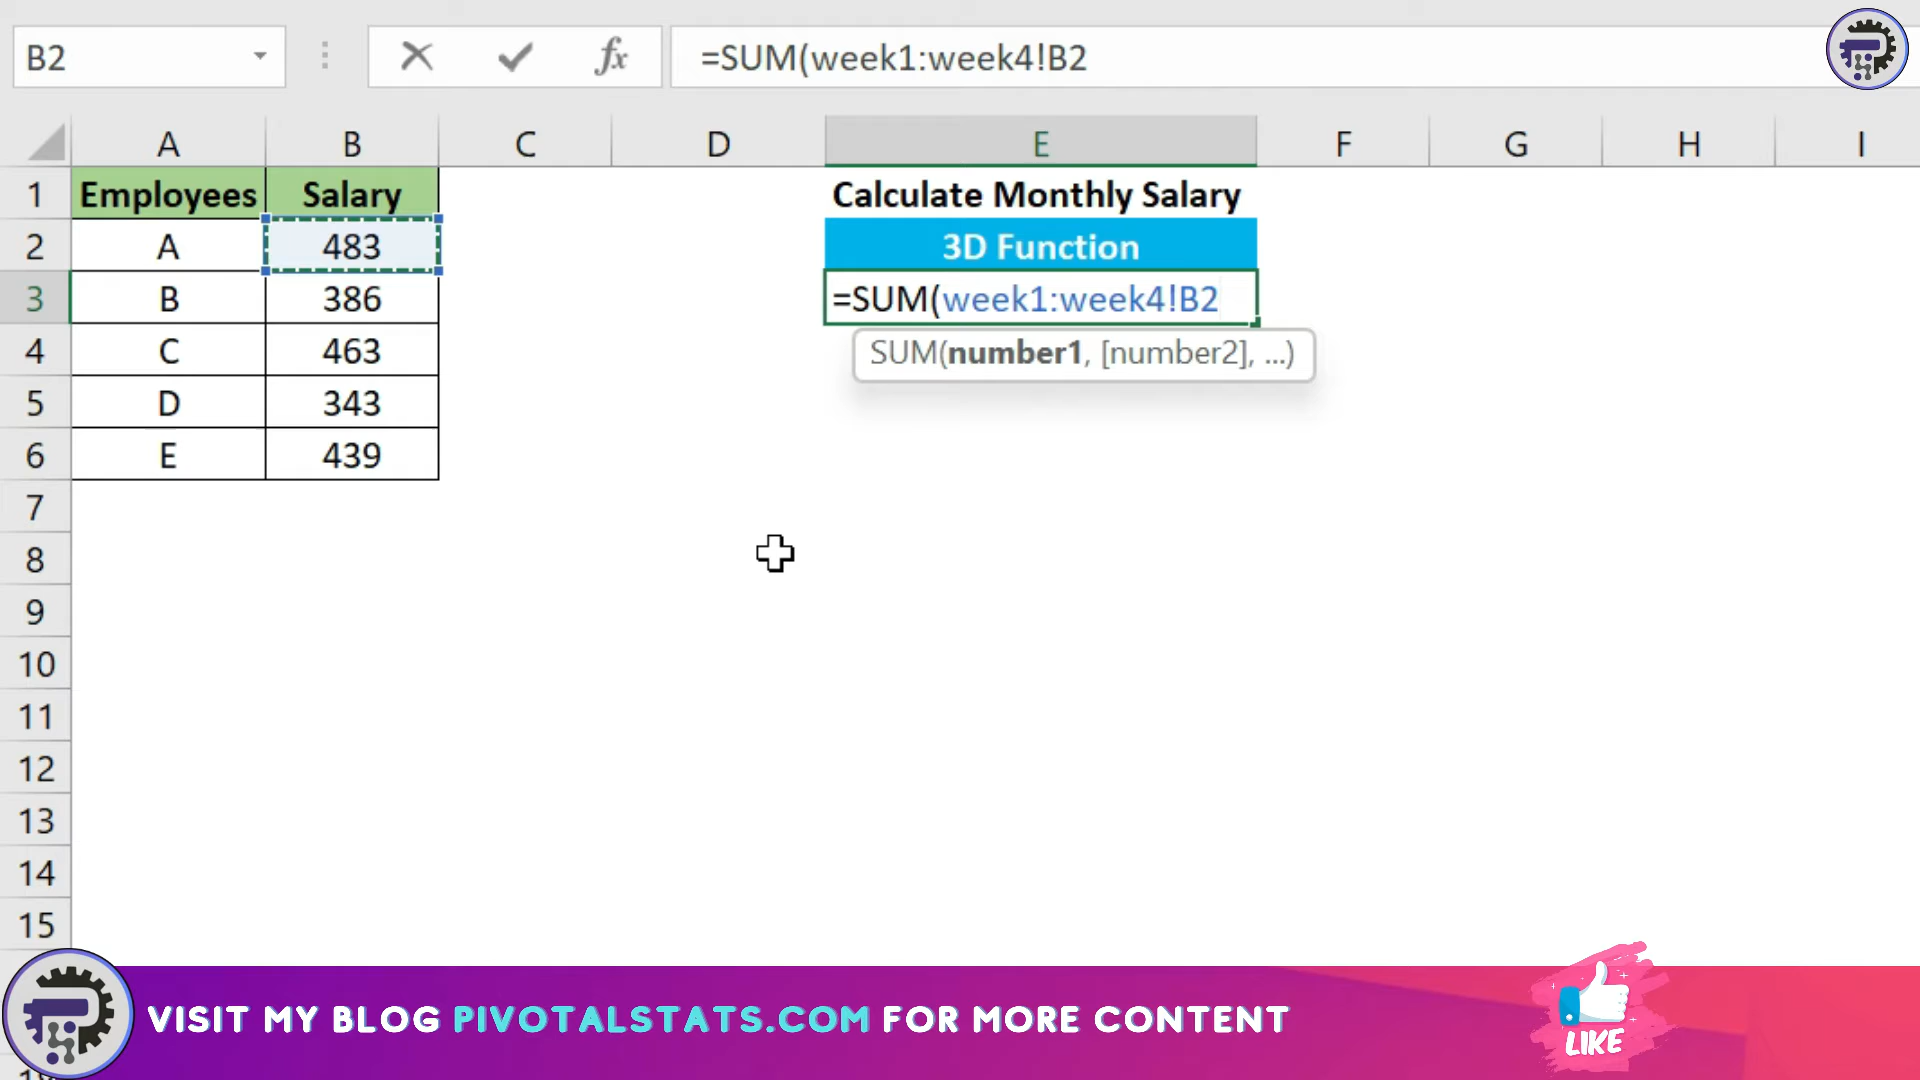 B2 fx =SUM(week1:week4!B2
A B C D E F G H I
1 Employees Salary Calculate Monthly Salary
2 A 483 3D Function
3 B 386 =SUM(week1:week4!B2
4 C 463 SUM(number1, [number2], ...)
5 D 343
6 E 439
7
8
9
10
11
12
13
14
15
VISIT MY BLOG PIVOTALSTATS.COM FOR MORE CONTENT
LIKE